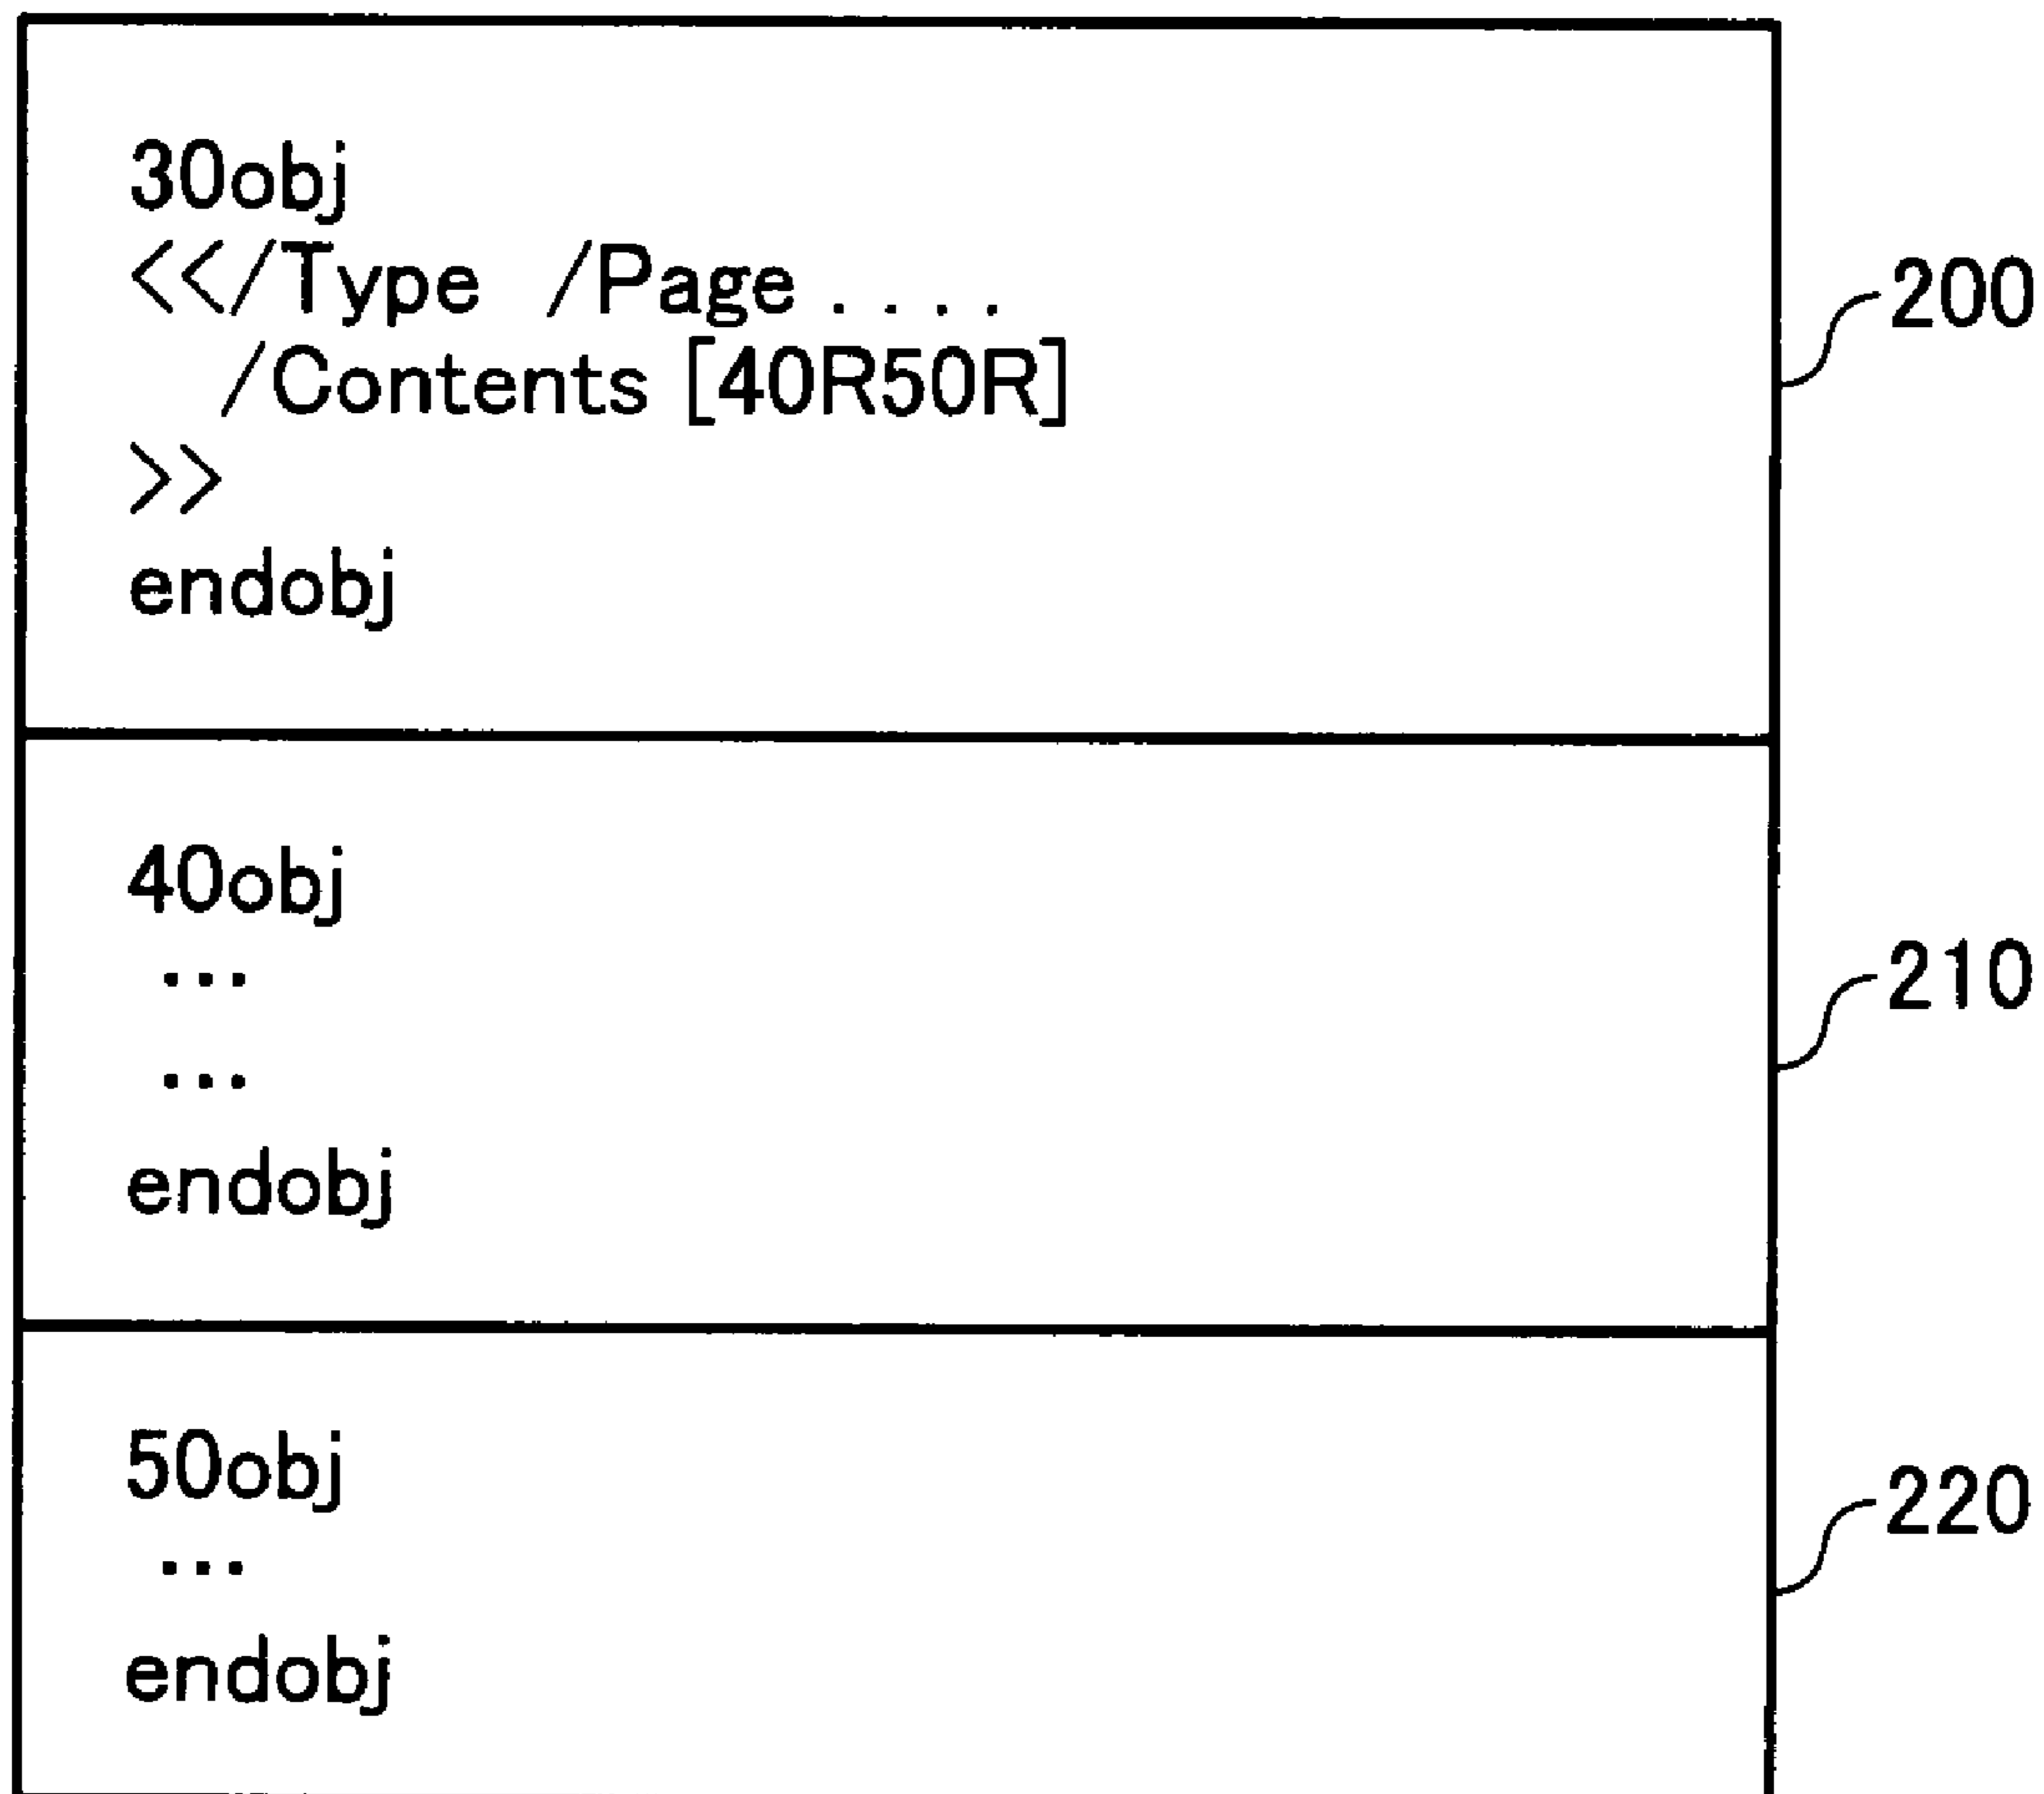 30obj
<</Type /Page ....
/Contents [40R50R]
>>
endobj
200
40obj
...
...
endobj
210
50obj
...
endobj
220